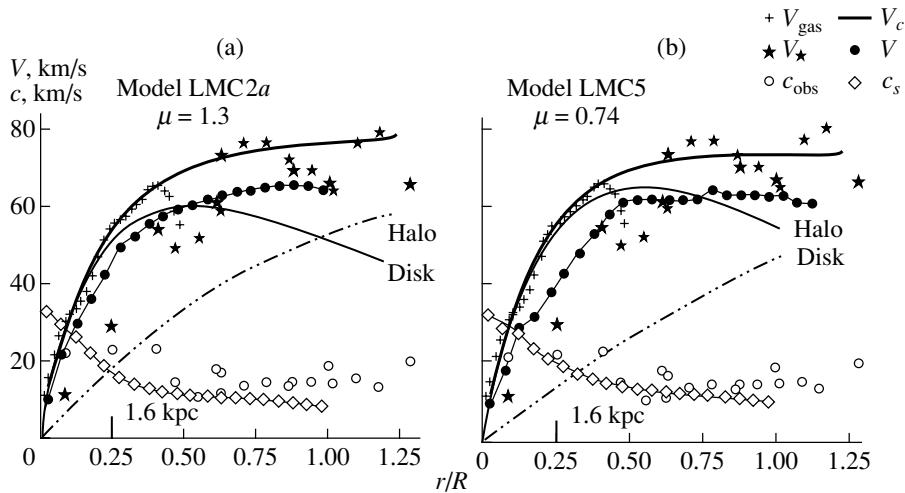 V, km/s
c, km/s
(a)
Model LMC2a
μ = 1.3
80
60
40
20
0
Halo
Disk
1.6 kpc
0.25
0.50
0.75
1.00
1.25
(b)
Model LMC5
μ = 0.74
Halo
Disk
1.6 kpc
0
0.25
0.50
0.75
1.00
1.25
r/R
V_gas
V_c
V_★
V
c_obs
c_s